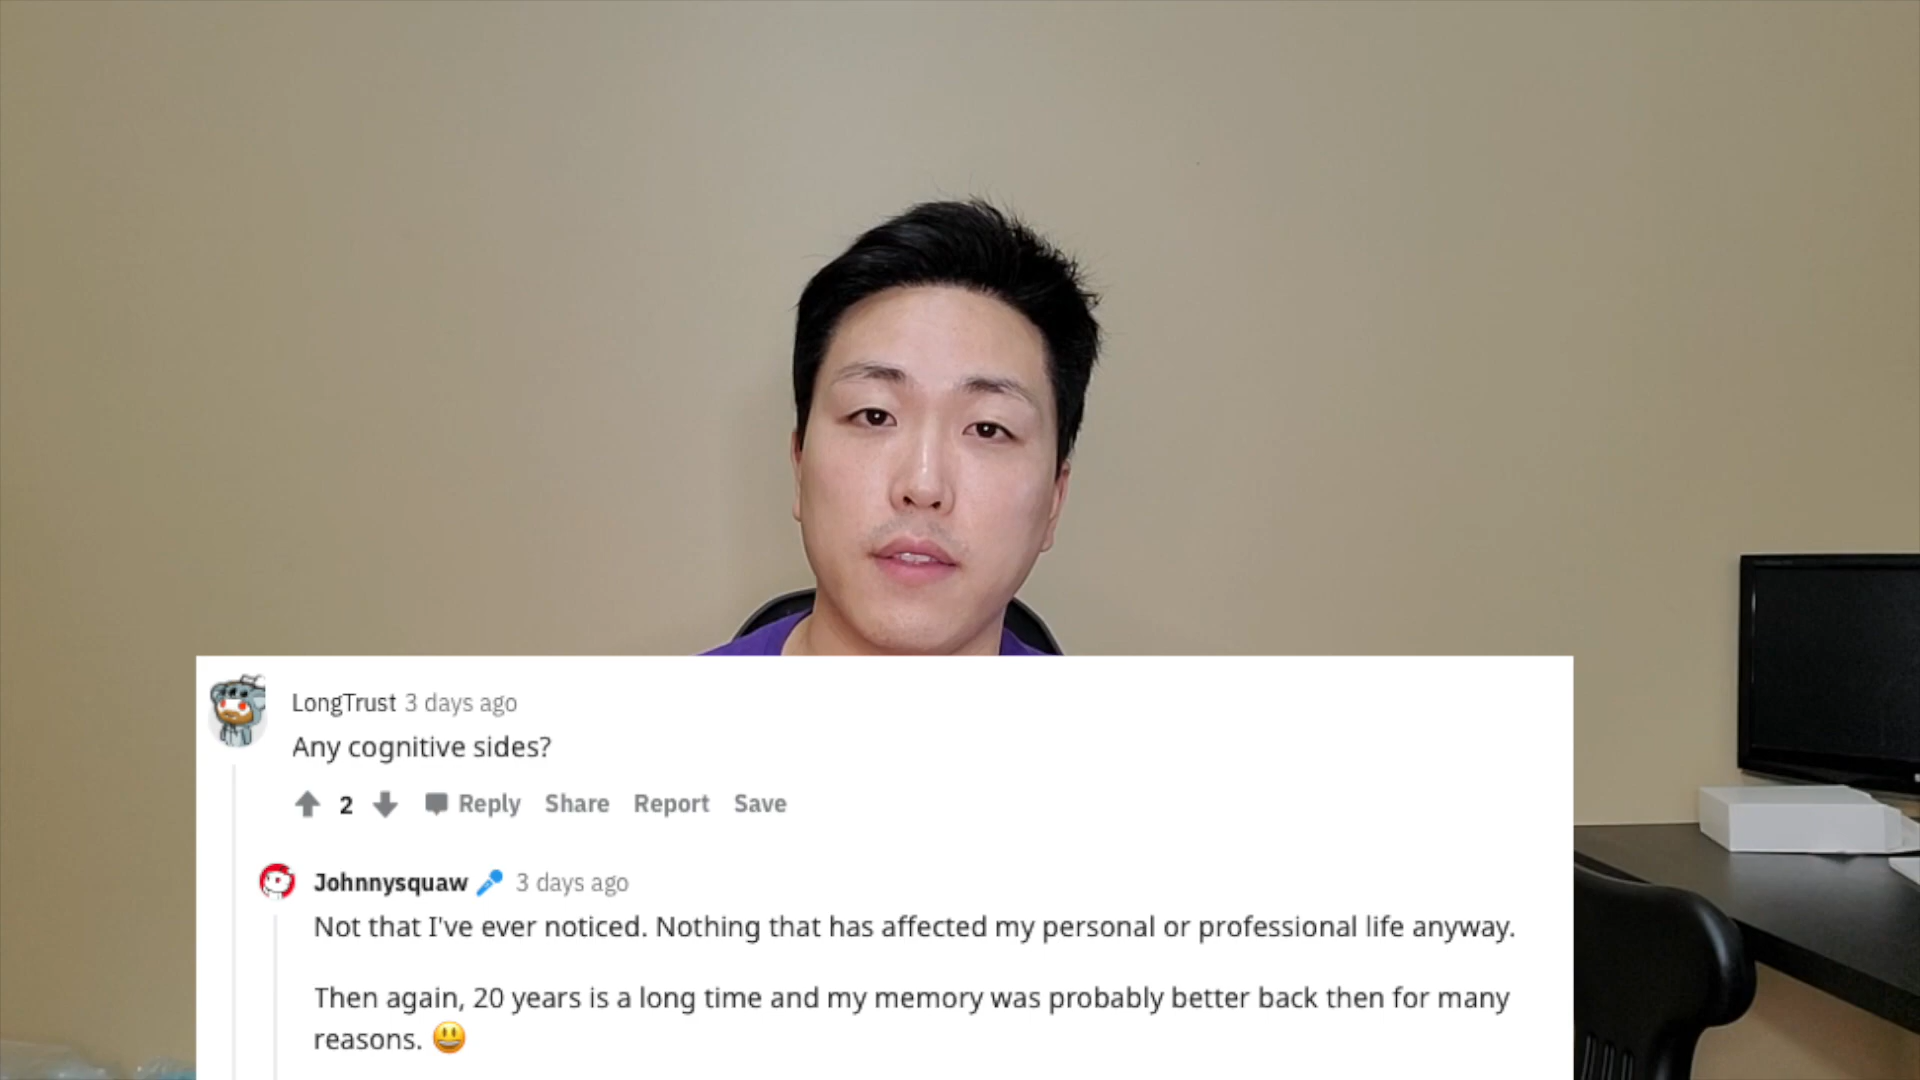 LongTrust 3 days ago
Any cognitive sides?
2 Reply Share Report Save
Johnnysquaw 3 days ago
Not that I've ever noticed. Nothing that has affected my personal or professional life anyway.
Then again, 20 years is a long time and my memory was probably better back then for many
reasons. 😃